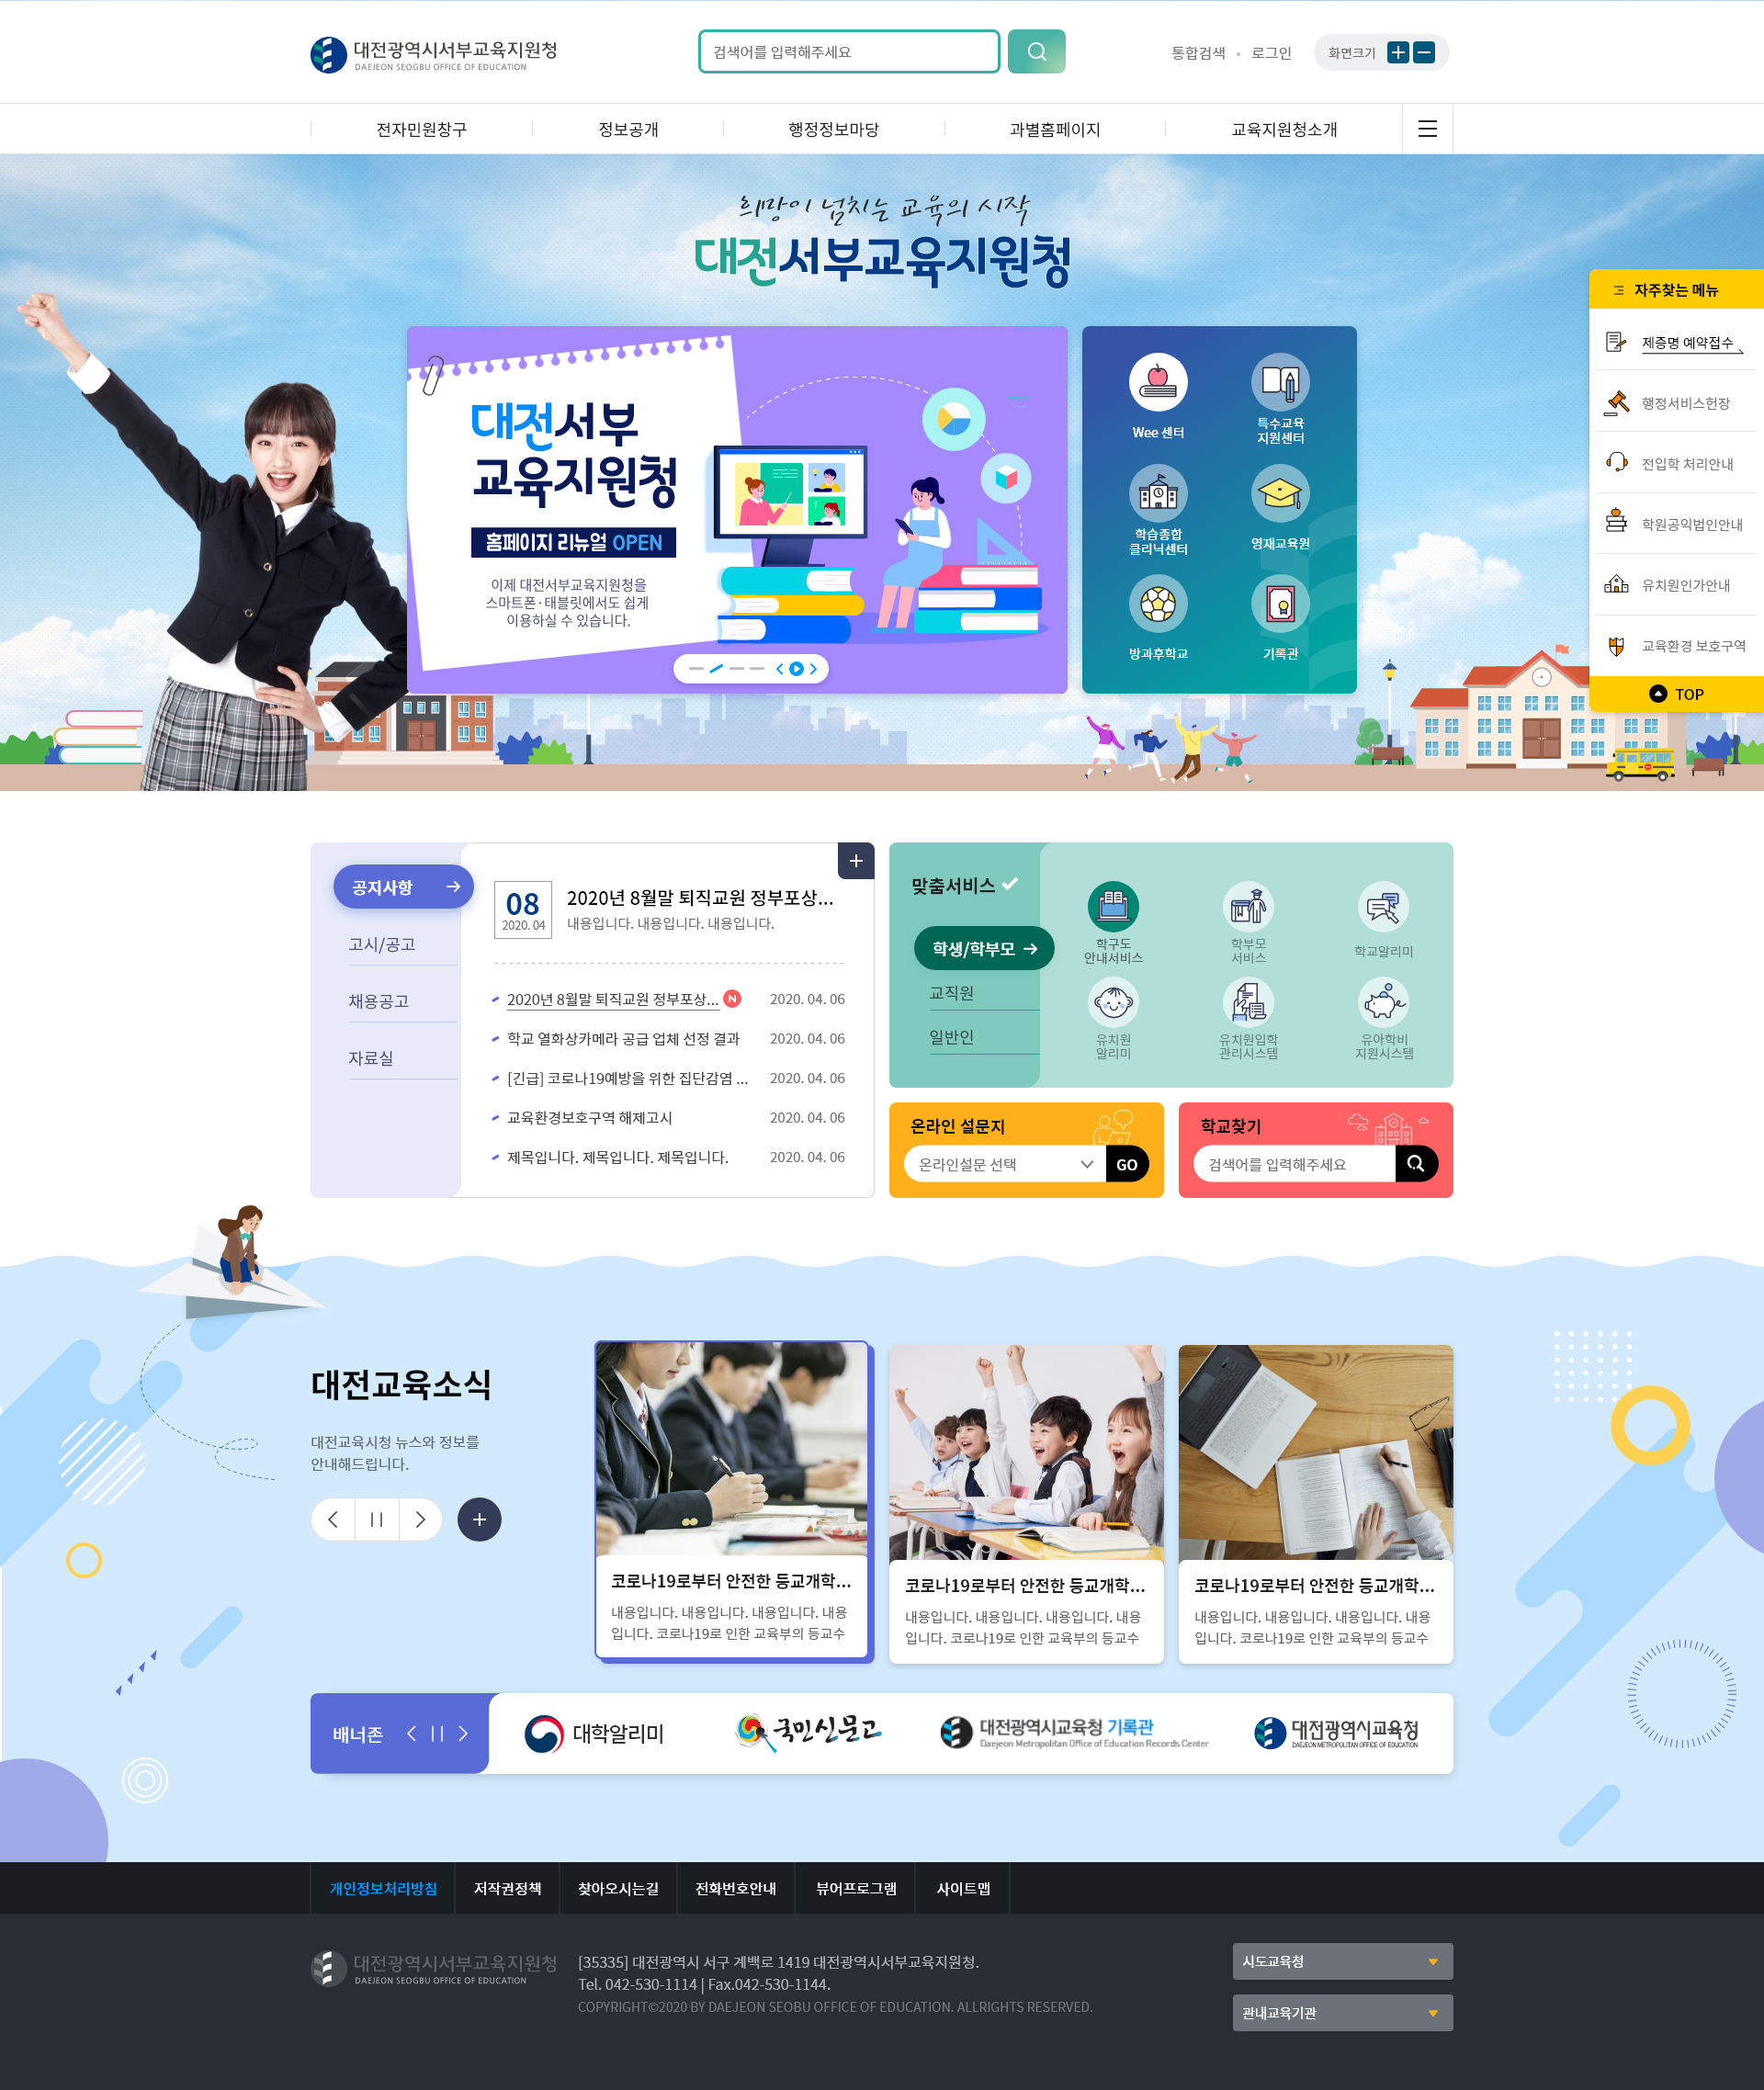 대전광역시서부교육지원청
DAEJEON SEOGBU OFFICE OF EDUCATION
검색어를 입력해주세요
통합검색
로그인
화면크기
전자민원창구
정보공개
행정정보마당
과별홈페이지
교육지원청소개
희망이 넘치는 교육의 시작
대전서부교육지원청
자주찾는 메뉴
제증명 예약접수
행정서비스헌장
전입학 처리안내
학원공익법인안내
유치원인가안내
교육환경 보호구역
TOP
대전서부
교육지원청
홈페이지 리뉴얼 OPEN
이제 대전서부교육지원청을
스마트폰·태블릿에서도 쉽게
이용하실 수 있습니다.
Wee 센터
특수교육
지원센터
학습종합
클리닉센터
영재교육원
방과후학교
기록관
공지사항
고시/공고
채용공고
자료실
08
2020. 04
2020년 8월말 퇴직교원 정부포상...
내용입니다. 내용입니다. 내용입니다.
2020년 8월말 퇴직교원 정부포상... N 2020. 04. 06
학교 열화상카메라 공급 업체 선정 결과 2020. 04. 06
[긴급] 코로나19예방을 위한 집단감염 ... 2020. 04. 06
교육환경보호구역 해제고시 2020. 04. 06
제목입니다. 제목입니다. 제목입니다. 2020. 04. 06
맞춤서비스
학생/학부모
교직원
일반인
학구도
안내서비스
학부모
서비스
학교알리미
유치원
알리미
유치원입학
관리시스템
유아학비
지원시스템
온라인 설문지
온라인설문 선택
GO
학교찾기
검색어를 입력해주세요
대전교육소식
대전교육시청 뉴스와 정보를
안내해드립니다.
코로나19로부터 안전한 등교개학...
내용입니다. 내용입니다. 내용입니다. 내용
입니다. 코로나19로 인한 교육부의 등교수
코로나19로부터 안전한 등교개학...
내용입니다. 내용입니다. 내용입니다. 내용
입니다. 코로나19로 인한 교육부의 등교수
코로나19로부터 안전한 등교개학...
내용입니다. 내용입니다. 내용입니다. 내용
입니다. 코로나19로 인한 교육부의 등교수
배너존
대학알리미
국민신문고
대전광역시교육청 기록관
Daejeon Metropolitan Office of Education Records Center
대전광역시교육청
DAEJEON METROPOLITAN OFFICE OF EDUCATION
개인정보처리방침
저작권정책
찾아오시는길
전화번호안내
뷰어프로그램
사이트맵
대전광역시서부교육지원청
DAEJEON SEOGBU OFFICE OF EDUCATION
[35335] 대전광역시 서구 계백로 1419 대전광역시서부교육지원청.
Tel. 042-530-1114 | Fax.042-530-1144.
COPYRIGHT©2020 BY DAEJEON SEOBU OFFICE OF EDUCATION. ALLRIGHTS RESERVED.
시도교육청
관내교육기관